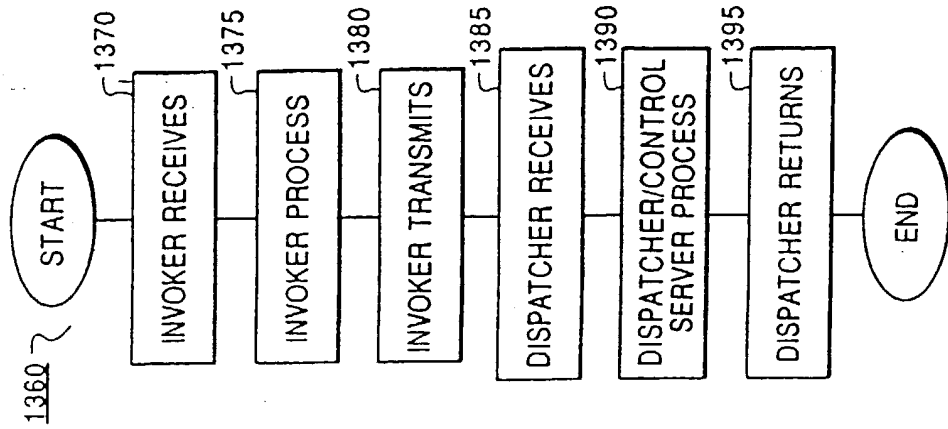 1360
START
1370
INVOKER RECEIVES
1375
INVOKER PROCESS
1380
INVOKER TRANSMITS
1385
DISPATCHER RECEIVES
1390
DISPATCHER/CONTROL
SERVER PROCESS
1395
DISPATCHER RETURNS
END